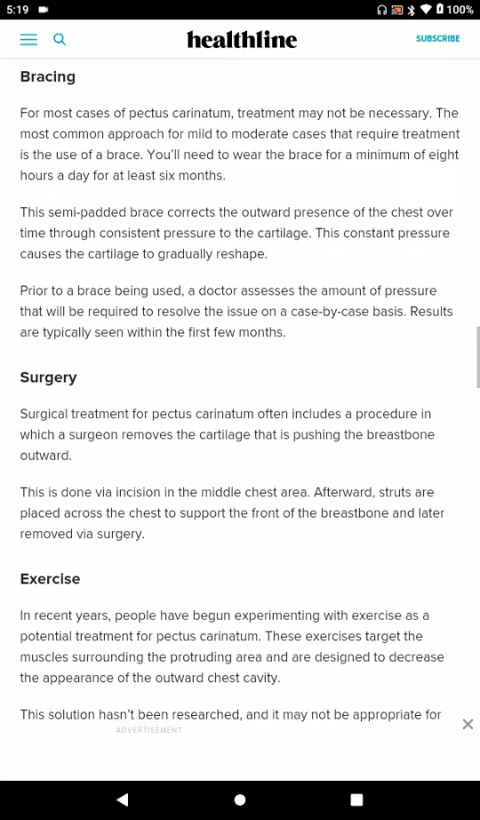 5:19
100%
healthline
SUBSCRIBE
Bracing
For most cases of pectus carinatum, treatment may not be necessary. The
most common approach for mild to moderate cases that require treatment
is the use of a brace. You’ll need to wear the brace for a minimum of eight
hours a day for at least six months.
This semi-padded brace corrects the outward presence of the chest over
time through consistent pressure to the cartilage. This constant pressure
causes the cartilage to gradually reshape.
Prior to a brace being used, a doctor assesses the amount of pressure
that will be required to resolve the issue on a case-by-case basis. Results
are typically seen within the first few months.
Surgery
Surgical treatment for pectus carinatum often includes a procedure in
which a surgeon removes the cartilage that is pushing the breastbone
outward.
This is done via incision in the middle chest area. Afterward, struts are
placed across the chest to support the front of the breastbone and later
removed via surgery.
Exercise
In recent years, people have begun experimenting with exercise as a
potential treatment for pectus carinatum. These exercises target the
muscles surrounding the protruding area and are designed to decrease
the appearance of the outward chest cavity.
This solution hasn’t been researched, and it may not be appropriate for
ADVERTISEMENT